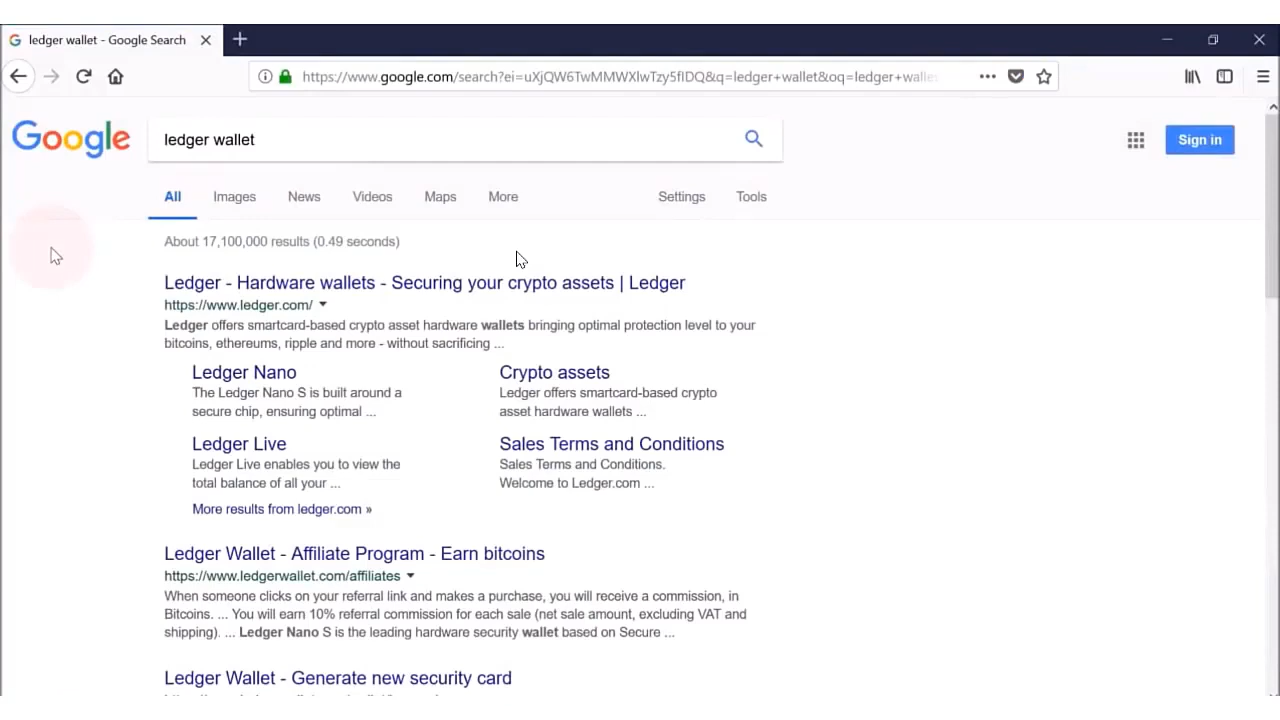 ledger wallet - Google Search
https://www.google.com/search?ei=uXjQW6TwMMWXlwTzy5fIDQ&q=ledger+wallet&oq=ledger+walle
Google
ledger wallet
Sign in
All Images News Videos Maps More Settings Tools
About 17,100,000 results (0.49 seconds)
Ledger - Hardware wallets - Securing your crypto assets | Ledger
https://www.ledger.com/
Ledger offers smartcard-based crypto asset hardware wallets bringing optimal protection level to your
bitcoins, ethereums, ripple and more - without sacrificing ...
Ledger Nano
The Ledger Nano S is built around a
secure chip, ensuring optimal ...
Crypto assets
Ledger offers smartcard-based crypto
asset hardware wallets ...
Ledger Live
Ledger Live enables you to view the
total balance of all your ...
Sales Terms and Conditions
Sales Terms and Conditions.
Welcome to Ledger.com ...
More results from ledger.com »
Ledger Wallet - Affiliate Program - Earn bitcoins
https://www.ledgerwallet.com/affiliates
When someone clicks on your referral link and makes a purchase, you will receive a commission, in
Bitcoins. ... You will earn 10% referral commission for each sale (net sale amount, excluding VAT and
shipping). ... Ledger Nano S is the leading hardware security wallet based on Secure ...
Ledger Wallet - Generate new security card